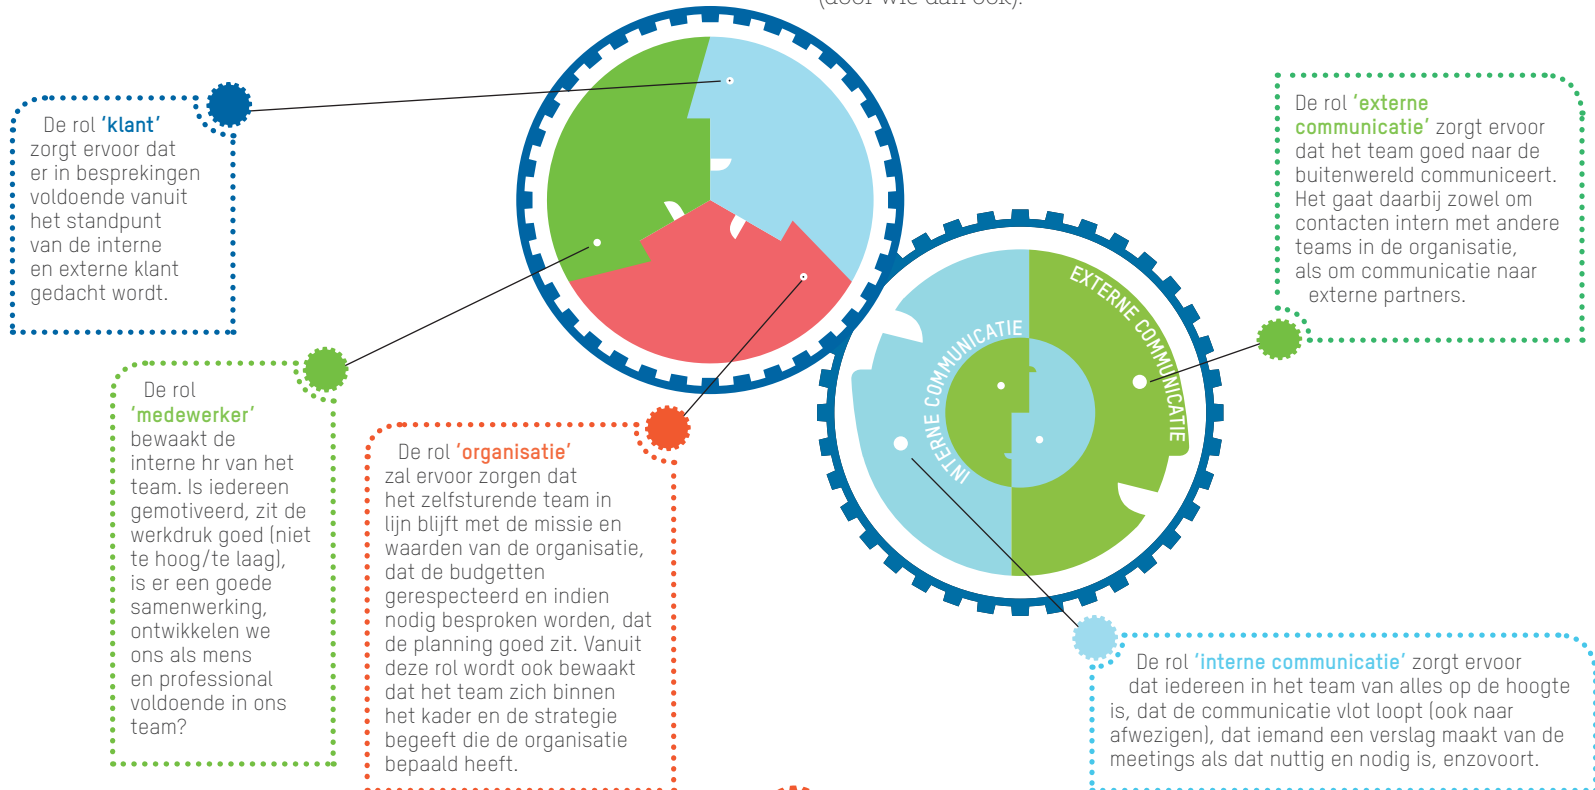 (door wie dan ook).
De rol 'klant'
zorgt ervoor dat
er in besprekingen
voldoende vanuit
het standpunt
van de interne
en externe klant
gedacht wordt.
De rol
'medewerker'
bewaakt de
interne hr van het
team. Is iedereen
gemotiveerd, zit de
werkdruk goed (niet
te hoog/te laag),
is er een goede
samenwerking,
ontwikkelen we
ons als mens
en professional
voldoende in ons
team?
De rol 'organisatie'
zal ervoor zorgen dat
het zelfsturende team in
lijn blijft met de missie en
waarden van de organisatie,
dat de budgetten
gerespecteerd en indien
nodig besproken worden, dat
de planning goed zit. Vanuit
deze rol wordt ook bewaakt
dat het team zich binnen
het kader en de strategie
begeeft die de organisatie
bepaald heeft.
INTERNE COMMUNICATIE
EXTERNE COMMUNICATIE
De rol 'externe
communicatie' zorgt ervoor
dat het team goed naar de
buitenwereld communiceert.
Het gaat daarbij zowel om
contacten intern met andere
teams in de organisatie,
als om communicatie naar
externe partners.
De rol 'interne communicatie' zorgt ervoor
dat iedereen in het team van alles op de hoogte
is, dat de communicatie vlot loopt (ook naar
afwezigen), dat iemand een verslag maakt van de
meetings als dat nuttig en nodig is, enzovoort.